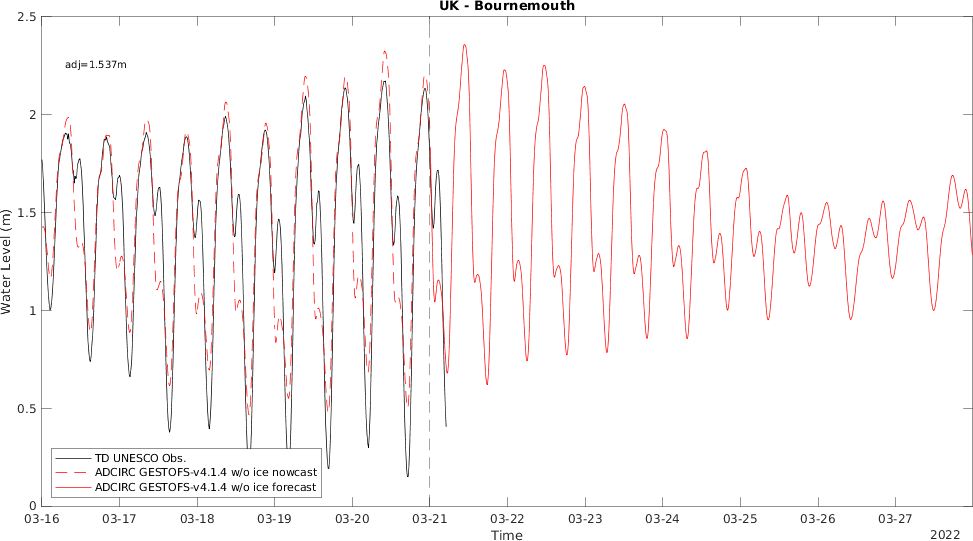 UK - Bournemouth
adj=1.537m
Water Level (m)
2.5
2
1.5
1
0.5
0
TD UNESCO Obs.
ADCIRC GESTOFS-v4.1.4 w/o ice nowcast
ADCIRC GESTOFS-v4.1.4 w/o ice forecast
03-16 03-17 03-18 03-19 03-20 03-21 03-22 03-23 03-24 03-25 03-26 03-27
Time
2022